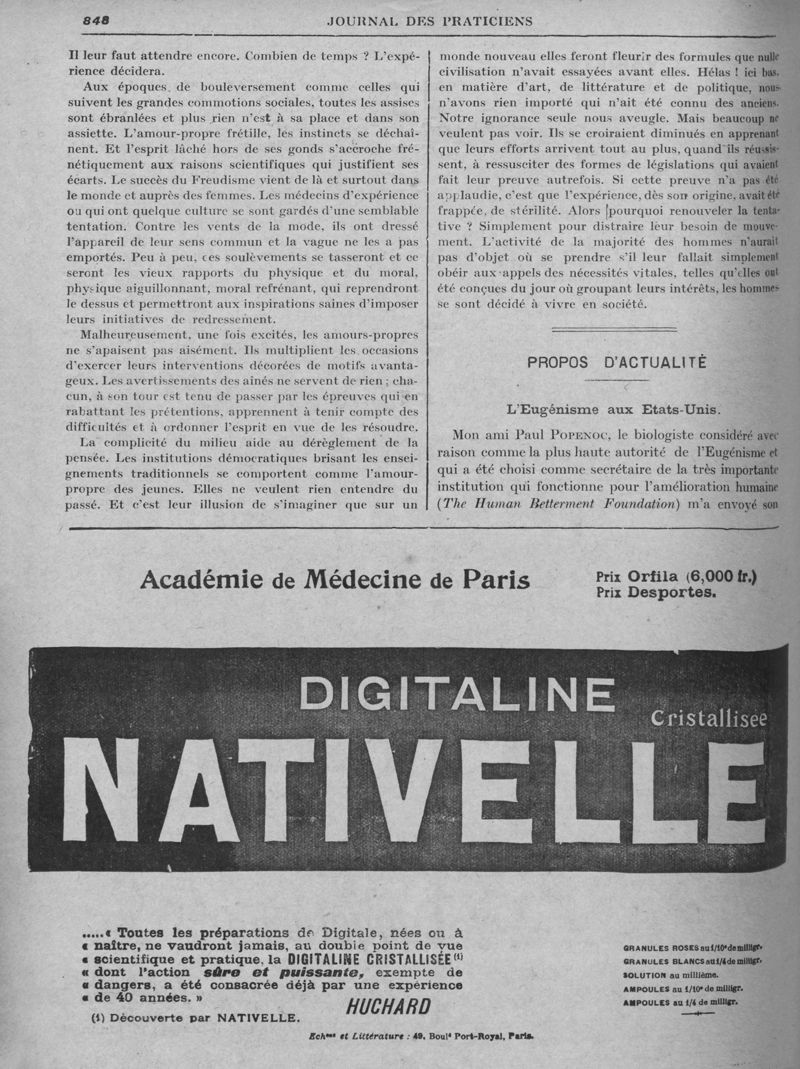 848
JOURNAL DES PRATICIENS
Il leur faut attendre encore. Combien de temps ? L'expé-
rience décidera.
Aux époques de bouleversement comme celles qui
suivent les grandes commotions sociales, toutes les assises
sont ébranlées et plus rien n'est à sa place et dans son
assiette. L'amour-propre frétille, les instincts se déchaî-
nent. Et l'esprit lâché hors de ses gonds s'accroche fré-
nétiquement aux raisons scientifiques qui justifient ses
écarts. Le succès du Freudisme vient de là et surtout dans
le monde et auprès des femmes. Les médecins d'expérience
ou qui ont quelque culture se sont gardés d'une semblable
tentation. Contre les vents de la mode, ils ont dressé
l'appareil de leur sens commun et la vague ne les a pas
emportés. Peu à peu, ces soulèvements se tasseront et ce
seront les vieux rapports du physique et du moral,
physique aiguillonnant, moral refrénant, qui reprendront
le dessus et permettront aux inspirations saines d'imposer
leurs initiatives de redressement.
Malheureusement, une fois excités, les amours-propres
ne s'apaisent pas aisément. Ils multiplient les occasions
d'exercer leurs interventions décorées de motifs avanta-
geux. Les avertissements des aînés ne servent de rien ; cha-
cun, à son tour est tenu de passer par les épreuves qui en
rabattant les prétentions, apprennent à tenir compte des
difficultés et à ordonner l'esprit en vue de les résoudre.
La complicité du milieu aide au dérèglement de la
pensée. Les institutions démocratiques brisant les ensei-
gnements traditionnels se comportent comme l'amour-
propre des jeunes. Elles ne veulent rien entendre du
passé. Et c'est leur illusion de s'imaginer que sur un
monde nouveau elles feront fleurir des formules que nulle
civilisation n'avait essayées avant elles. Hélas ! ici bas,
en matière d'art, de littérature et de politique, nous
n'avons rien importé qui n'ait été connu des anciens.
Notre ignorance seule nous aveugle. Mais beaucoup ne
veulent pas voir. Ils se croiraient diminués en apprenant
que leurs efforts arrivent tout au plus, quand ils réussis-
sent, à ressusciter des formes de législations qui avaient
fait leur preuve autrefois. Si cette preuve n'a pas été
applaudie, c'est que l'expérience, dès son origine, avait été
frappée, de stérilité. Alors pourquoi renouveler la tenta-
tive ? Simplement pour distraire leur besoin de mouve-
ment. L'activité de la majorité des hommes n'aurait
pas d'objet où se prendre s'il leur fallait simplement
obéir aux appels des nécessités vitales, telles qu'elles ont
été conçues du jour où groupant leurs intérêts, les hommes
se sont décidé à vivre en société.
PROPOS D'ACTUALITÉ
L'Eugénisme aux Etats-Unis.
Mon ami Paul POPENOC, le biologiste considéré avec
raison comme la plus haute autorité de l'Eugénisme et
qui a été choisi comme secrétaire de la très importante
institution qui fonctionne pour l'amélioration humaine
(The Human Betterment Foundation) m'a envoyé son
Académie de Médecine de Paris
Prix Orfila (6,000 fr.)
Prix Desportes.
DIGITALINE
Cristallisée
NATIVELLE
.....« Toutes les préparations de Digitale, nées ou à
« naître, ne vaudront jamais, au double point de vue
« scientifique et pratique, la DIGITALINE CRISTALLISÉE (1)
« dont l'action sûre et puissante, exempte de
« dangers, a été consacrée déjà par une expérience
« de 40 années. »
HUCHARD
(1) Découverte par NATIVELLE.
GRANULES ROSES au 1/10e de milligr.
GRANULES BLANCS au 1/4 de milligr.
SOLUTION au millième.
AMPOULES au 1/10e de milligr.
AMPOULES au 1/4 de milligr.
Echons et Littérature : 49, Bould Port-Royal, Paris.